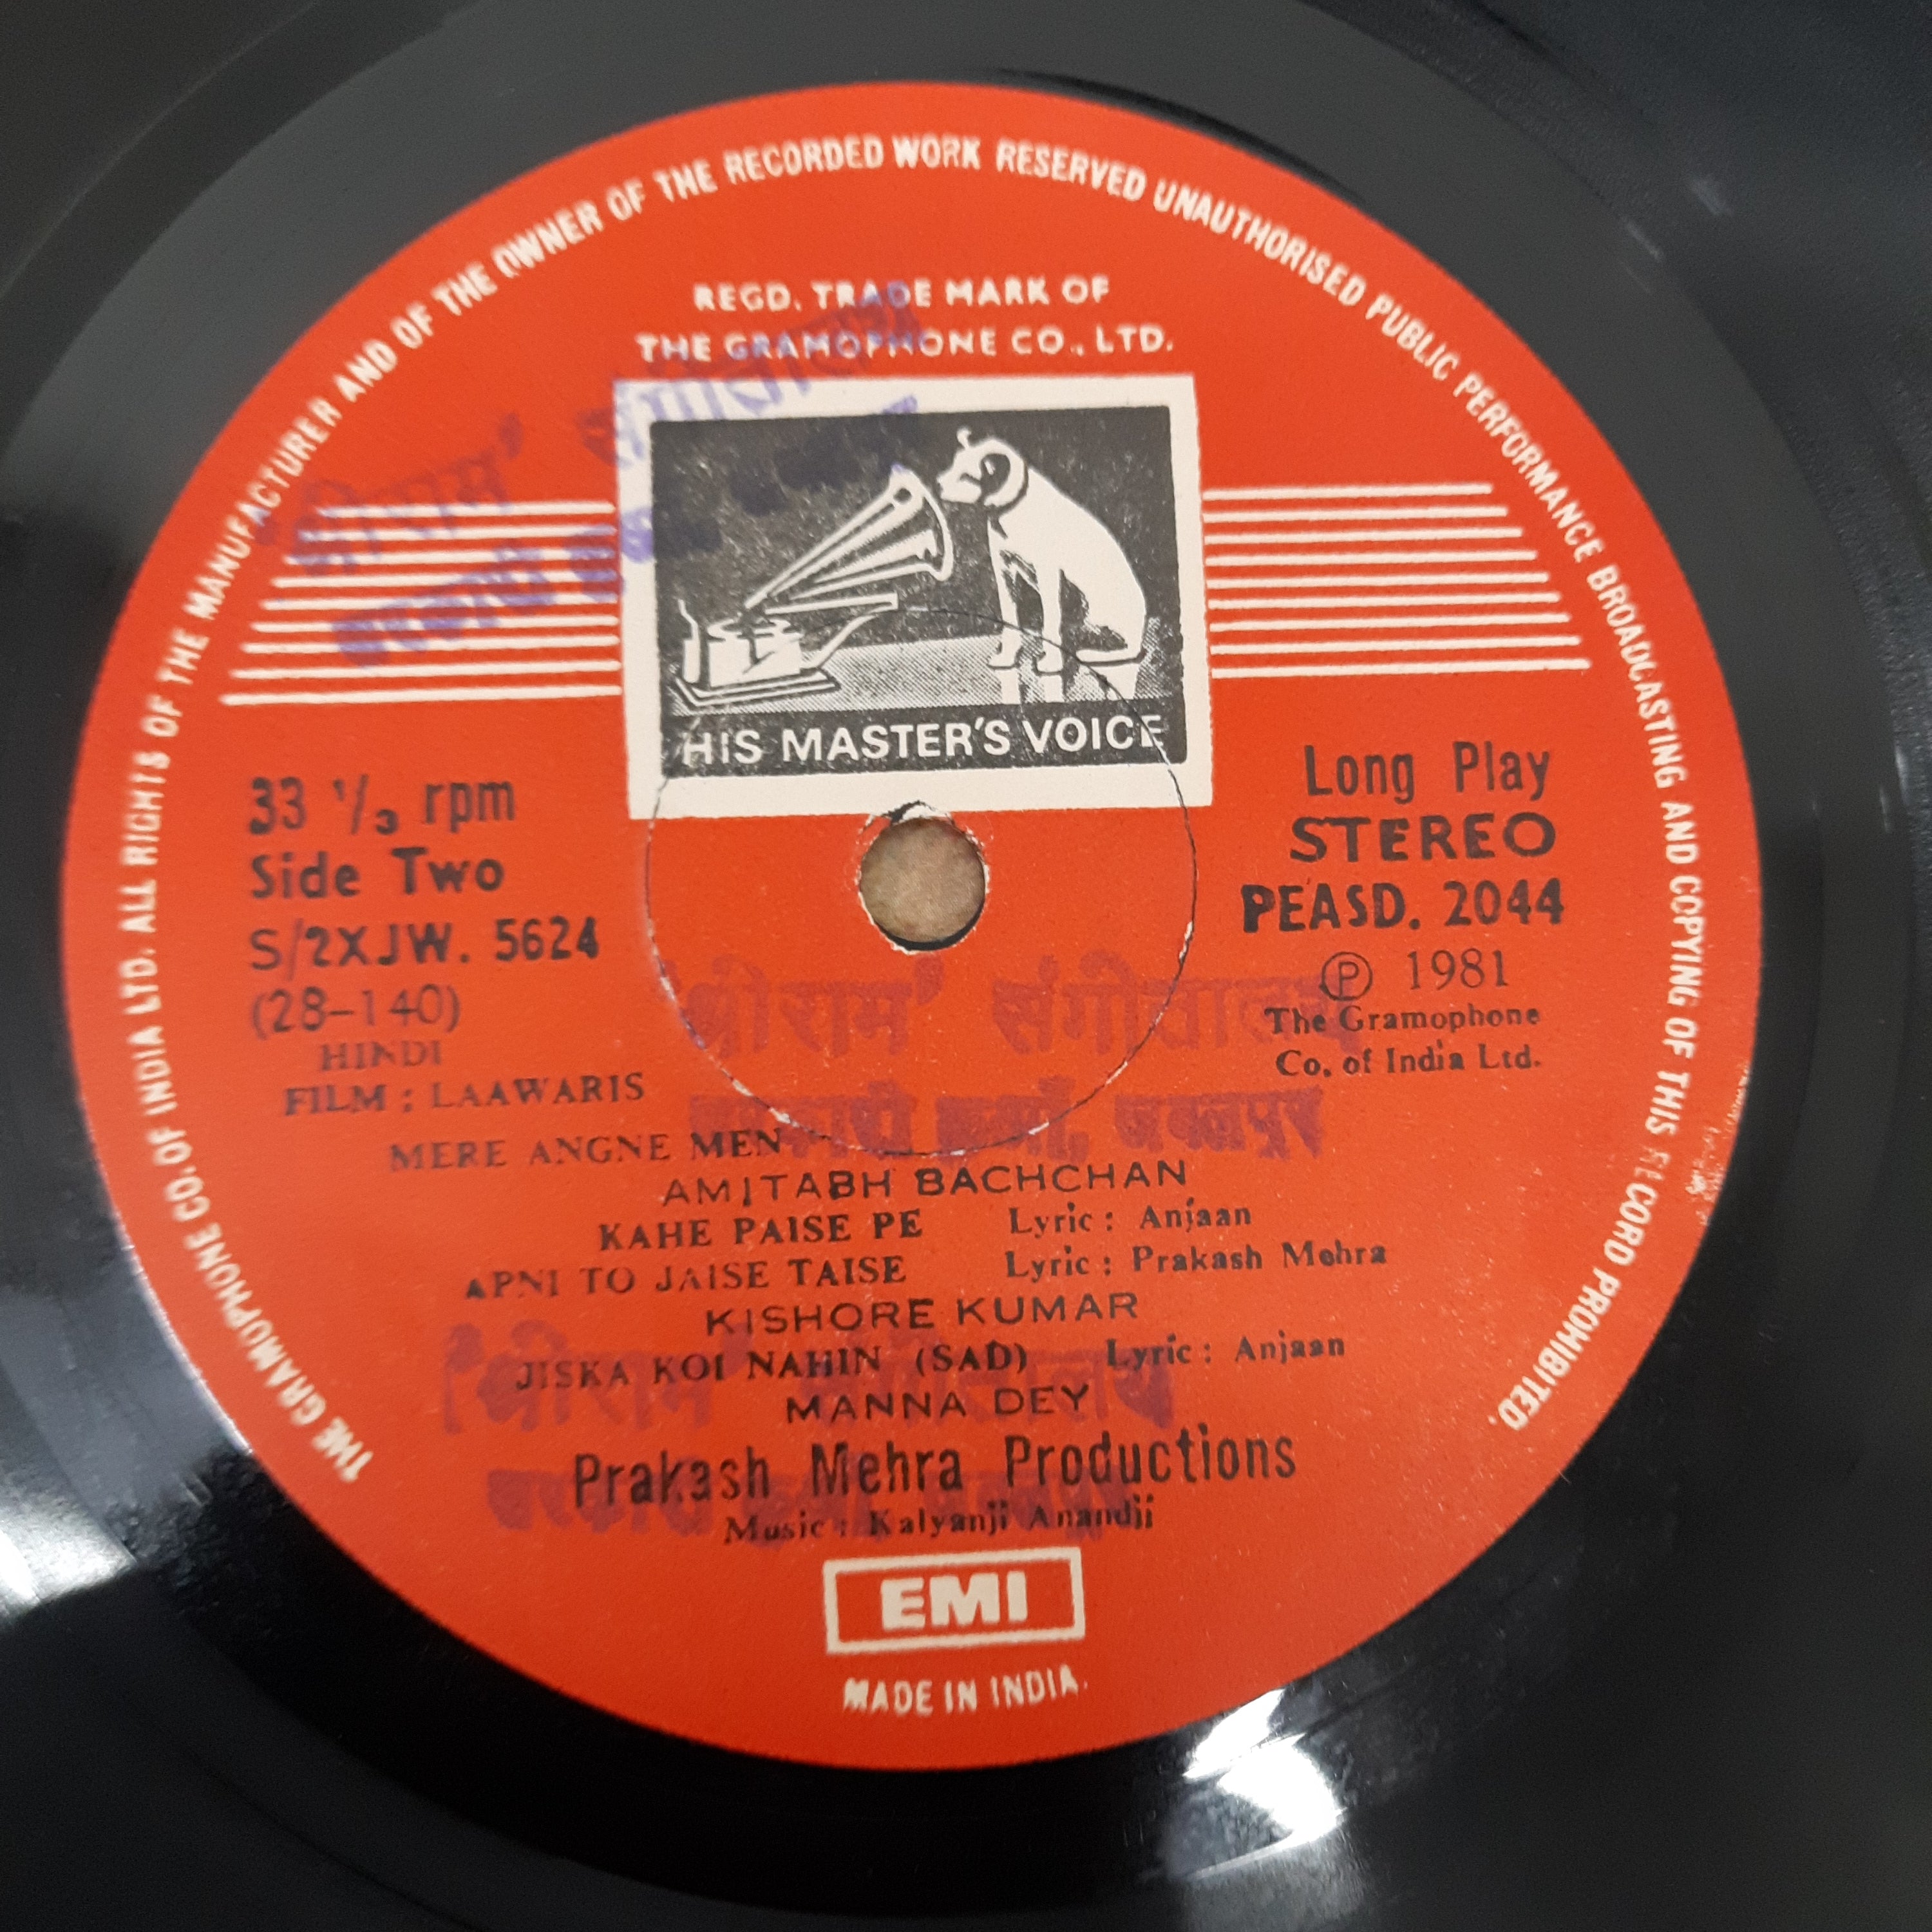 THE GRAMOPHONE CO. OF INDIA LTD. ALL RIGHTS OF THE MANUFACTURER AND OF THE OWNER OF THE RECORDED WORK RESERVED UNAUTHORISED PUBLIC PERFORMANCE BROADCASTING AND COPYING OF THIS RECORD PROHIBITED.
REGD. TRADE MARK OF
THE GRAMOPHONE CO., LTD.
'श्रीराम' संगीतालय
HIS MASTER'S VOICE
33 1/3 rpm
Side Two
S/2XJW. 5624
(28-140)
Long Play
STEREO
PEASD. 2044
Ⓟ 1981
The Gramophone
Co. of India Ltd.
'श्रीराम' संगीतालय
सरकारी कुआँ, जबलपुर
HINDI
FILM : LAAWARIS
MERE ANGNE MEN
AMITABH BACHCHAN
KAHE PAISE PE Lyric : Anjaan
APNI TO JAISE TAISE Lyric : Prakash Mehra
KISHORE KUMAR
JISKA KOI NAHIN (SAD) Lyric : Anjaan
MANNA DEY
'श्रीराम' संगीतालय
Prakash Mehra Productions
Music : Kalyanji Anandji
EMI
MADE IN INDIA.